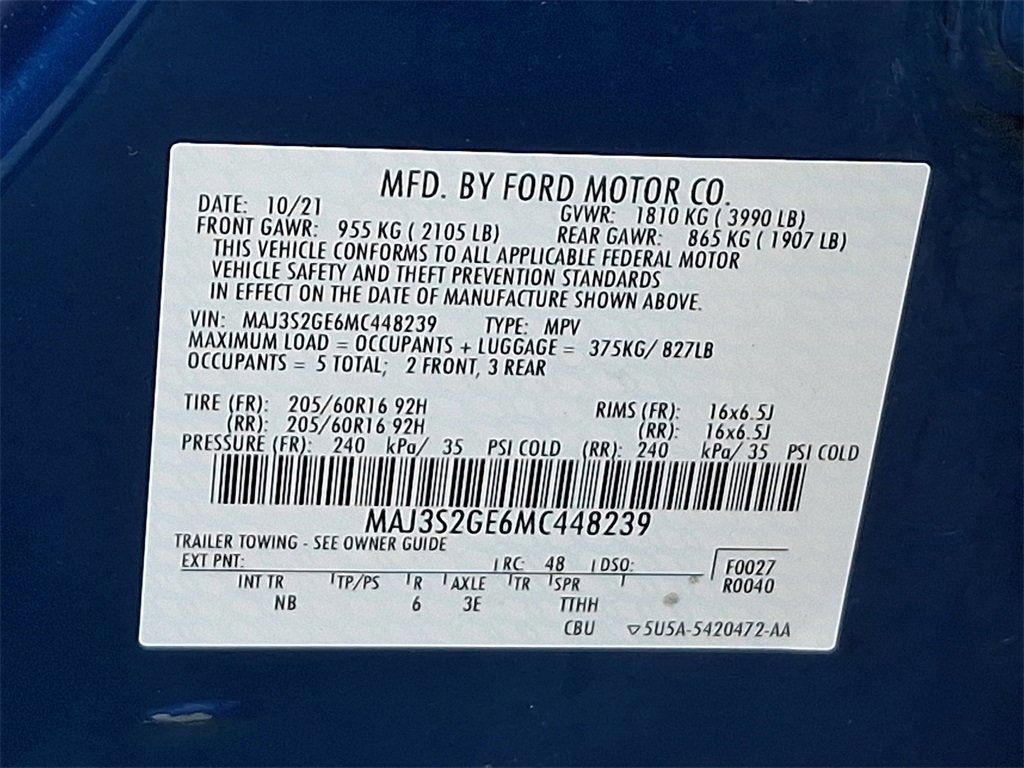 MFD. BY FORD MOTOR CO.
DATE: 10/21 GVWR: 1810 KG ( 3990 LB)
FRONT GAWR: 955 KG ( 2105 LB) REAR GAWR: 865 KG ( 1907 LB)
THIS VEHICLE CONFORMS TO ALL APPLICABLE FEDERAL MOTOR
VEHICLE SAFETY AND THEFT PREVENTION STANDARDS
IN EFFECT ON THE DATE OF MANUFACTURE SHOWN ABOVE.
VIN: MAJ3S2GE6MC448239 TYPE: MPV
MAXIMUM LOAD = OCCUPANTS + LUGGAGE = 375KG/ 827LB
OCCUPANTS = 5 TOTAL; 2 FRONT, 3 REAR
TIRE (FR): 205/60R16 92H RIMS (FR): 16x6.5J
(RR): 205/60R16 92H (RR): 16x6.5J
PRESSURE (FR): 240 kPa/ 35 PSI COLD (RR): 240 kPa/ 35 PSI COLD
MAJ3S2GE6MC448239
TRAILER TOWING - SEE OWNER GUIDE
EXT PNT: RC: 48 DSO: F0027
INT TR TP/PS R AXLE TR SPR R0040
NB 6 3E TTHH
CBU ▽5U5A-5420472-AA